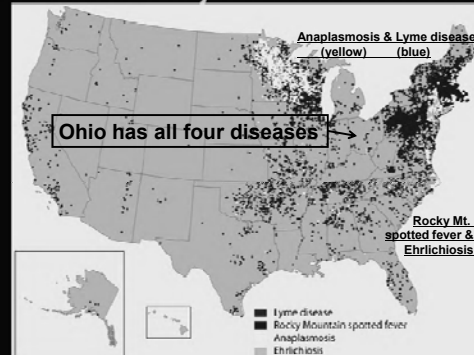 Anaplasmosis & Lyme disease
(yellow) (blue)
Ohio has all four diseases
Rocky Mt.
spotted fever &
Ehrlichiosis
Lyme disease
Rocky Mountain spotted fever
Anaplasmosis
Ehrlichiosis